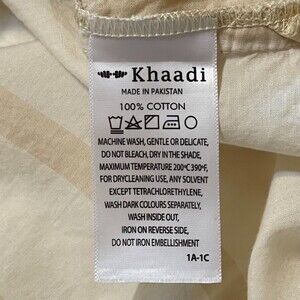 Khaadi
MADE IN PAKISTAN
100% COTTON
MACHINE WASH, GENTLE OR DELICATE,
DO NOT BLEACH, DRY IN THE SHADE,
MAXIMUM TEMPERATURE 200°C 390°F,
FOR DRYCLEANING USE, ANY SOLVENT
EXCEPT TETRACHLORETHYLENE,
WASH DARK COLOURS SEPARATELY,
WASH INSIDE OUT,
IRON ON REVERSE SIDE,
DO NOT IRON EMBELLISHMENT
1A-1C